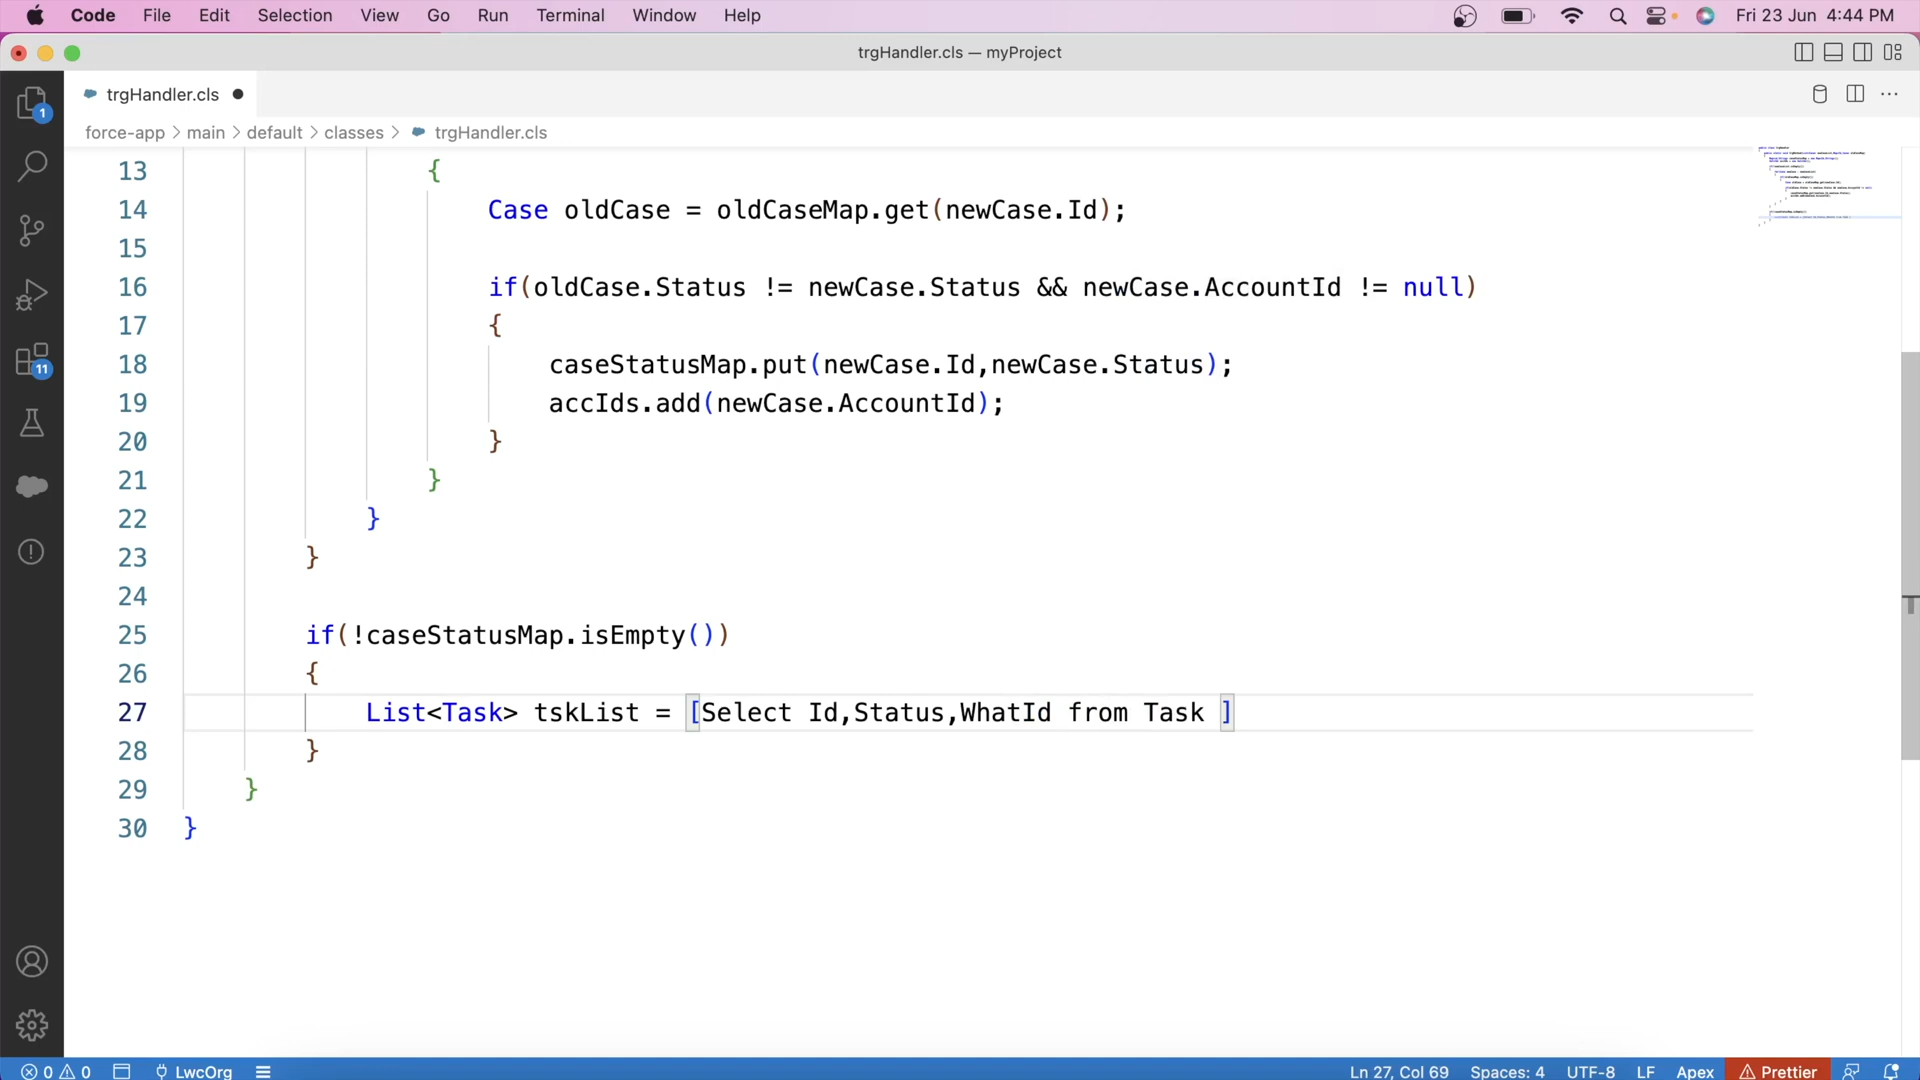 Code File Edit Selection View Go Run Terminal Window Help Fri 23 Jun 4:44 PM
trgHandler.cls — myProject
trgHandler.cls
force-app > main > default > classes > trgHandler.cls
1
11
13 {
14 Case oldCase = oldCaseMap.get(newCase.Id);
15
16 if(oldCase.Status != newCase.Status && newCase.AccountId != null)
17 {
18 caseStatusMap.put(newCase.Id,newCase.Status);
19 accIds.add(newCase.AccountId);
20 }
21 }
22 }
23 }
24
25 if(!caseStatusMap.isEmpty())
26 {
27 List<Task> tskList = [Select Id,Status,WhatId from Task ]
28 }
29 }
30 }
0 0 LwcOrg Ln 27, Col 69 Spaces: 4 UTF-8 LF Apex Prettier